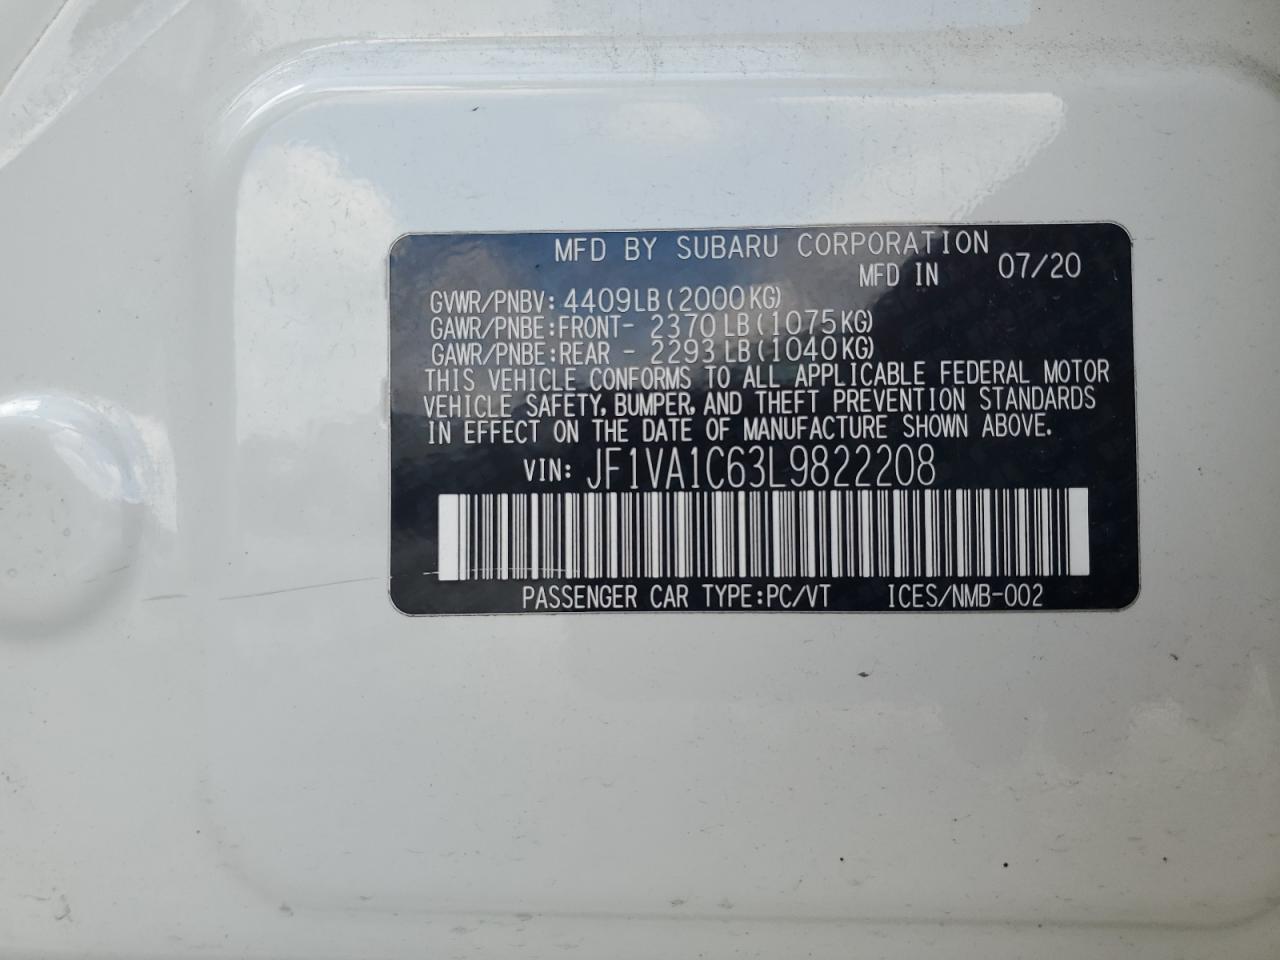 MFD BY SUBARU CORPORATION
MFD IN 07/20
GVWR/PNBV: 4409LB(2000KG)
GAWR/PNBE:FRONT- 2370LB(1075KG)
GAWR/PNBE:REAR - 2293LB(1040KG)
THIS VEHICLE CONFORMS TO ALL APPLICABLE FEDERAL MOTOR
VEHICLE SAFETY, BUMPER, AND THEFT PREVENTION STANDARDS
IN EFFECT ON THE DATE OF MANUFACTURE SHOWN ABOVE.
VIN: JF1VA1C63L9822208
PASSENGER CAR TYPE:PC/VT ICES/NMB-002